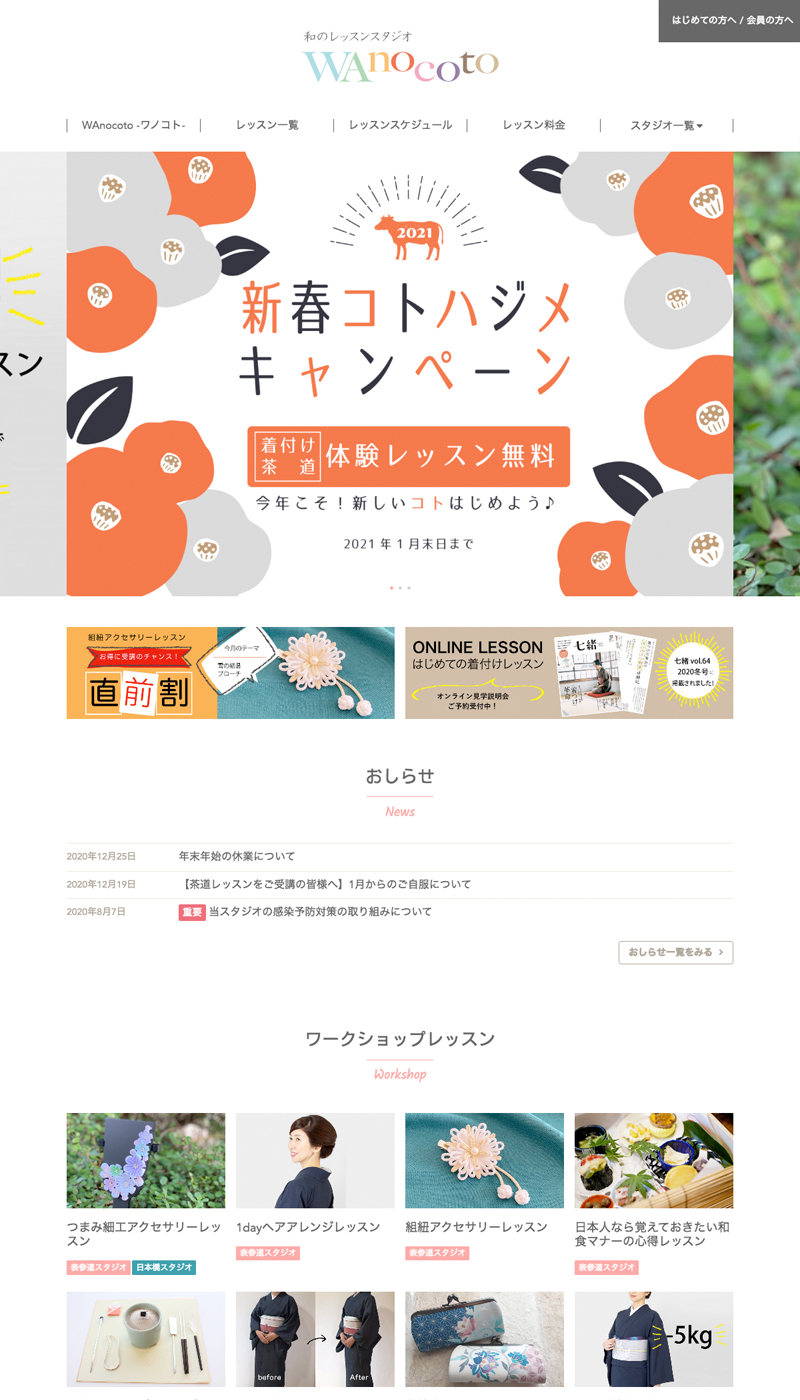 はじめての方へ / 会員の方へ
和のレッスンスタジオ
WAnocoto
WAnocoto -ワノコト-
レッスン一覧
レッスンスケジュール
レッスン料金
スタジオ一覧
スン
2021
新春コトハジメ
キャンペーン
着付け
茶道
体験レッスン無料
今年こそ！新しいコトはじめよう♪
2021年1月末日まで
組紐アクセサリーレッスン
お得に受講のチャンス！
直前割
今月のテーマ
雪の結晶
ブローチ
ONLINE LESSON
はじめての着付けレッスン
オンライン見学説明会
ご予約受付中！
七緒
七緒 vol.64
2020冬号に
掲載されました！
おしらせ
News
2020年12月25日
年末年始の休業について
2020年12月19日
【茶道レッスンをご受講の皆様へ】1月からのご自服について
2020年8月7日
重要 当スタジオの感染予防対策の取り組みについて
おしらせ一覧をみる
ワークショップレッスン
Workshop
つまみ細工アクセサリーレッ
スン
表参道スタジオ 日本橋スタジオ
1dayヘアアレンジレッスン
表参道スタジオ
組紐アクセサリーレッスン
表参道スタジオ
日本人なら覚えておきたい和
食マナーの心得レッスン
表参道スタジオ
before
After
-5kg